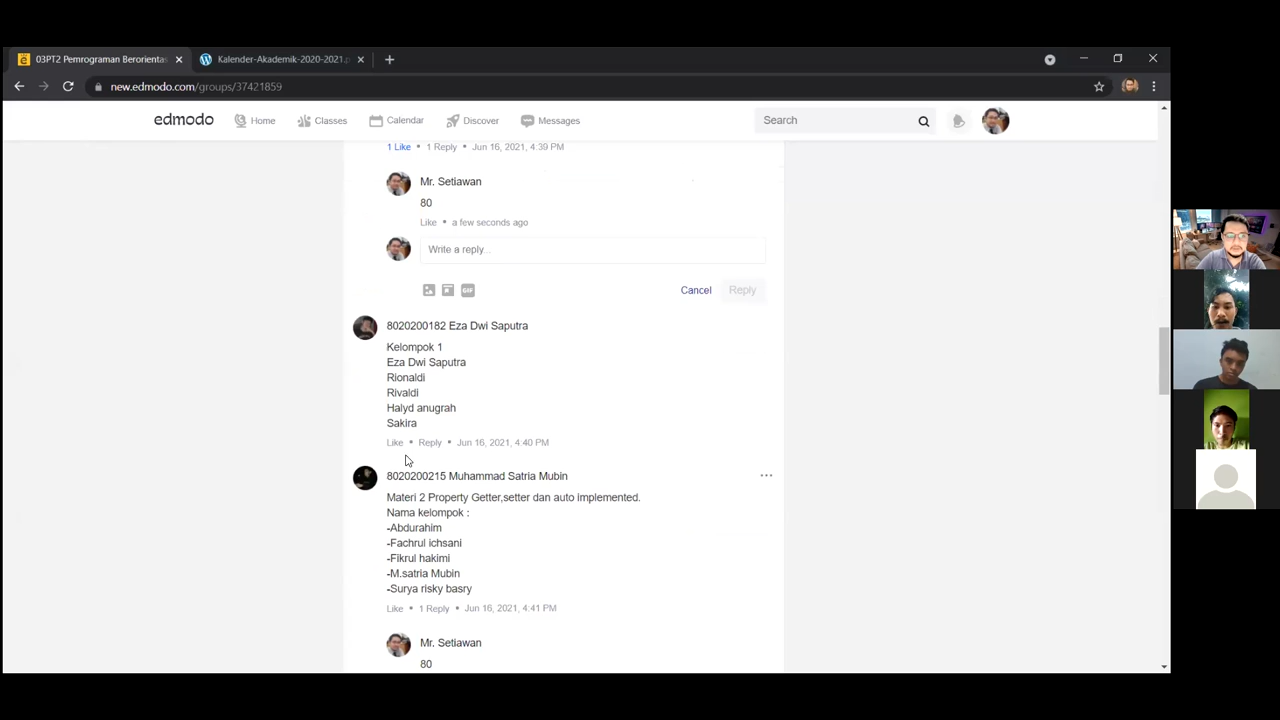 03PT2 Pemrograman Berorientas
Kalender-Akademik-2020-2021.p
new.edmodo.com/groups/37421859
edmodo
Home
Classes
Calendar
Discover
Messages
Search
1 Like • 1 Reply • Jun 16, 2021, 4:39 PM
Mr. Setiawan
80
Like • a few seconds ago
Write a reply...
GIF
Cancel
Reply
8020200182 Eza Dwi Saputra
Kelompok 1
Eza Dwi Saputra
Rionaldi
Rivaldi
Halyd anugrah
Sakira
Like • Reply • Jun 16, 2021, 4:40 PM
8020200215 Muhammad Satria Mubin
Materi 2 Property Getter,setter dan auto implemented.
Nama kelompok :
-Abdurahim
-Fachrul ichsani
-Fikrul hakimi
-M.satria Mubin
-Surya risky basry
Like • 1 Reply • Jun 16, 2021, 4:41 PM
Mr. Setiawan
80